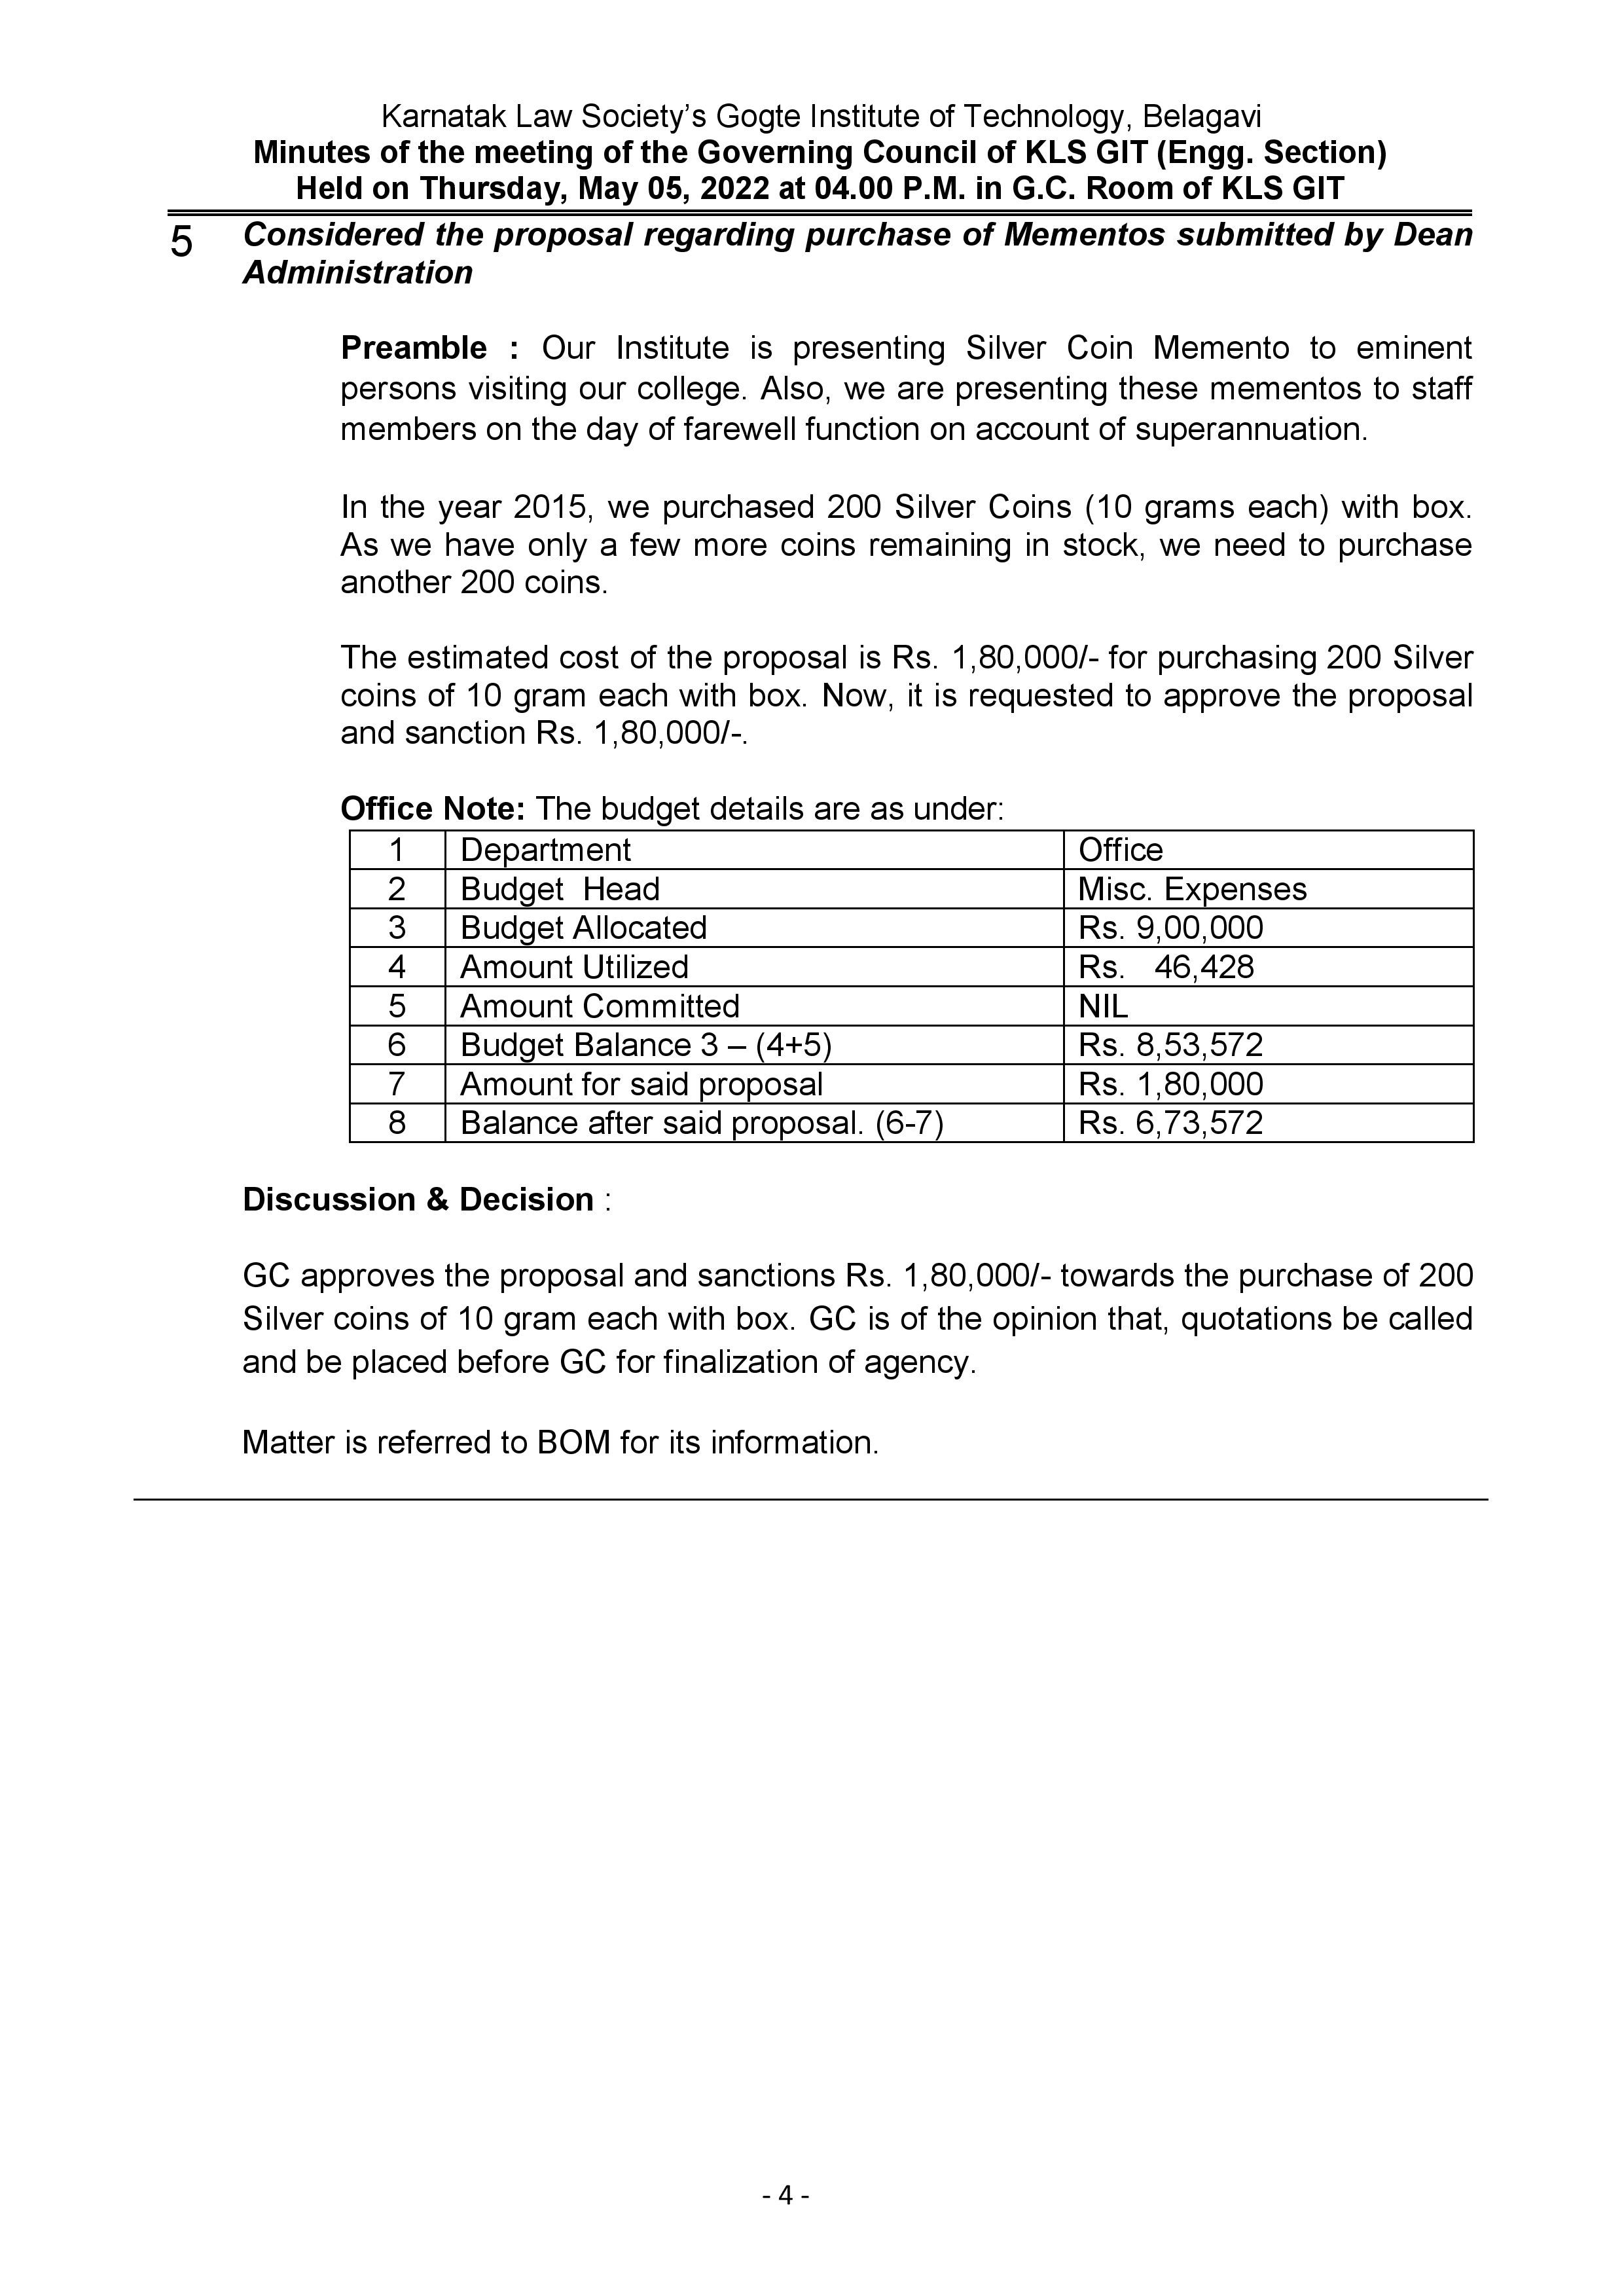 Karnatak Law Society’s Gogte Institute of Technology, Belagavi
Minutes of the meeting of the Governing Council of KLS GIT (Engg. Section)
Held on Thursday, May 05, 2022 at 04.00 P.M. in G.C. Room of KLS GIT
5 Considered the proposal regarding purchase of Mementos submitted by Dean
Administration
Preamble : Our Institute is presenting Silver Coin Memento to eminent
persons visiting our college. Also, we are presenting these mementos to staff
members on the day of farewell function on account of superannuation.
In the year 2015, we purchased 200 Silver Coins (10 grams each) with box.
As we have only a few more coins remaining in stock, we need to purchase
another 200 coins.
The estimated cost of the proposal is Rs. 1,80,000/- for purchasing 200 Silver
coins of 10 gram each with box. Now, it is requested to approve the proposal
and sanction Rs. 1,80,000/-.
Office Note: The budget details are as under:
1 Department Office
2 Budget Head Misc. Expenses
3 Budget Allocated Rs. 9,00,000
4 Amount Utilized Rs. 46,428
5 Amount Committed NIL
6 Budget Balance 3 – (4+5) Rs. 8,53,572
7 Amount for said proposal Rs. 1,80,000
8 Balance after said proposal. (6-7) Rs. 6,73,572
Discussion & Decision :
GC approves the proposal and sanctions Rs. 1,80,000/- towards the purchase of 200
Silver coins of 10 gram each with box. GC is of the opinion that, quotations be called
and be placed before GC for finalization of agency.
Matter is referred to BOM for its information.
- 4 -